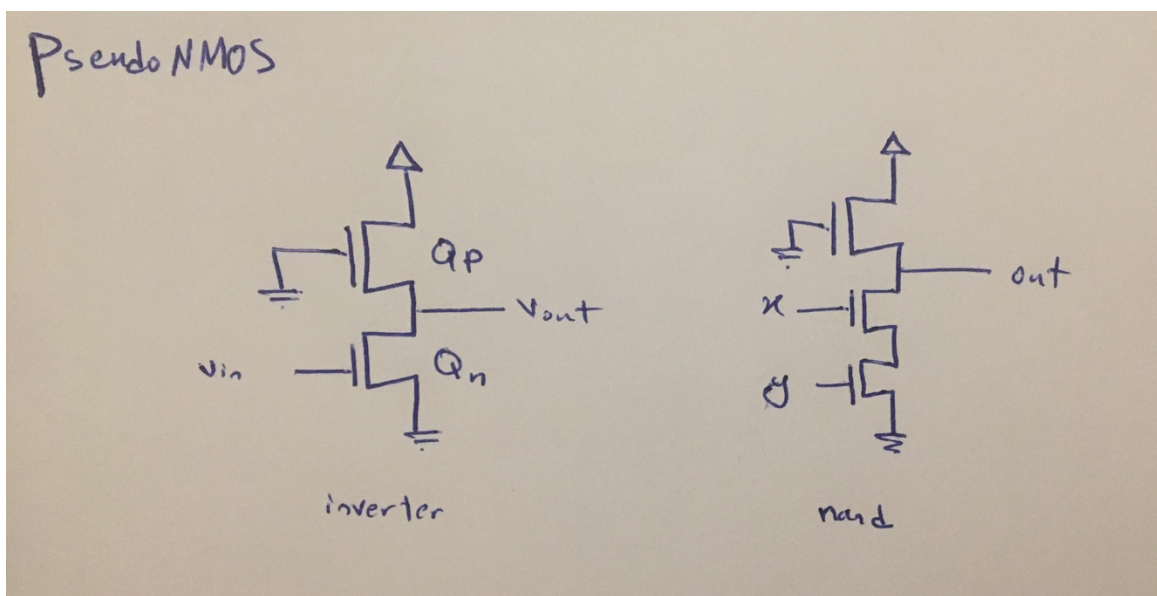 Pseudo NMOS
Qp
Vout
Vin
Qn
inverter
out
x
y
nand